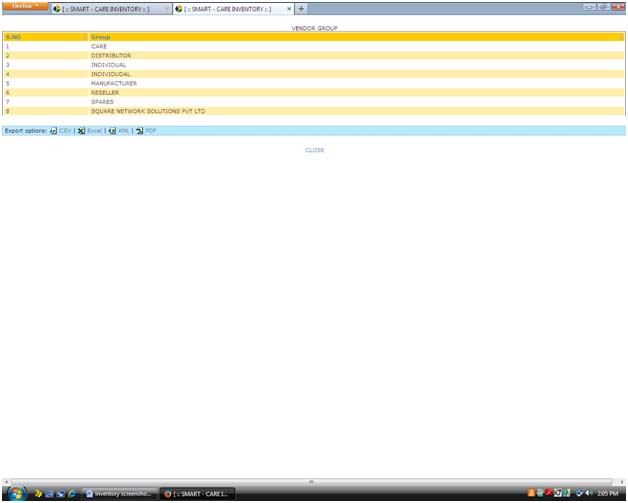 Firefox
[ :: SMART - CARE INVENTORY :: ] × [ :: SMART - CARE INVENTORY :: ] × +
VENDOR GROUP
S.NO Group
1 CARE
2 DISTRIBUTOR
3 INDIVIDUAL
4 INDIVIOUDAL
5 MANUFACTURER
6 RESELLER
7 SPARES
8 SQUARE NETWORK SOLUTIONS PVT LTD
Export options: CSV | Excel | XML | PDF
CLOSE
inventory screensho... [ :: SMART - CARE I... 2:05 PM